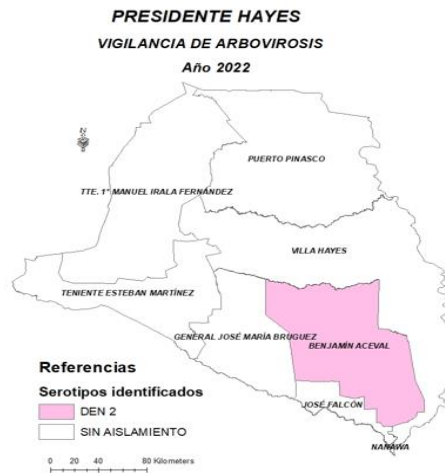 PRESIDENTE HAYES
VIGILANCIA DE ARBOVIROSIS
Año 2022
N
PUERTO PINASCO
TTE. 1° MANUEL IRALA FERNÁNDEZ
VILLA HAYES
TENIENTE ESTEBAN MARTÍNEZ
GENERAL JOSÉ MARÍA BRUGUEZ
BENJAMÍN ACEVAL
JOSÉ FALCÓN
NANAWA
Referencias
Serotipos identificados
DEN 2
SIN AISLAMIENTO
0 20 40 80 Kilometers